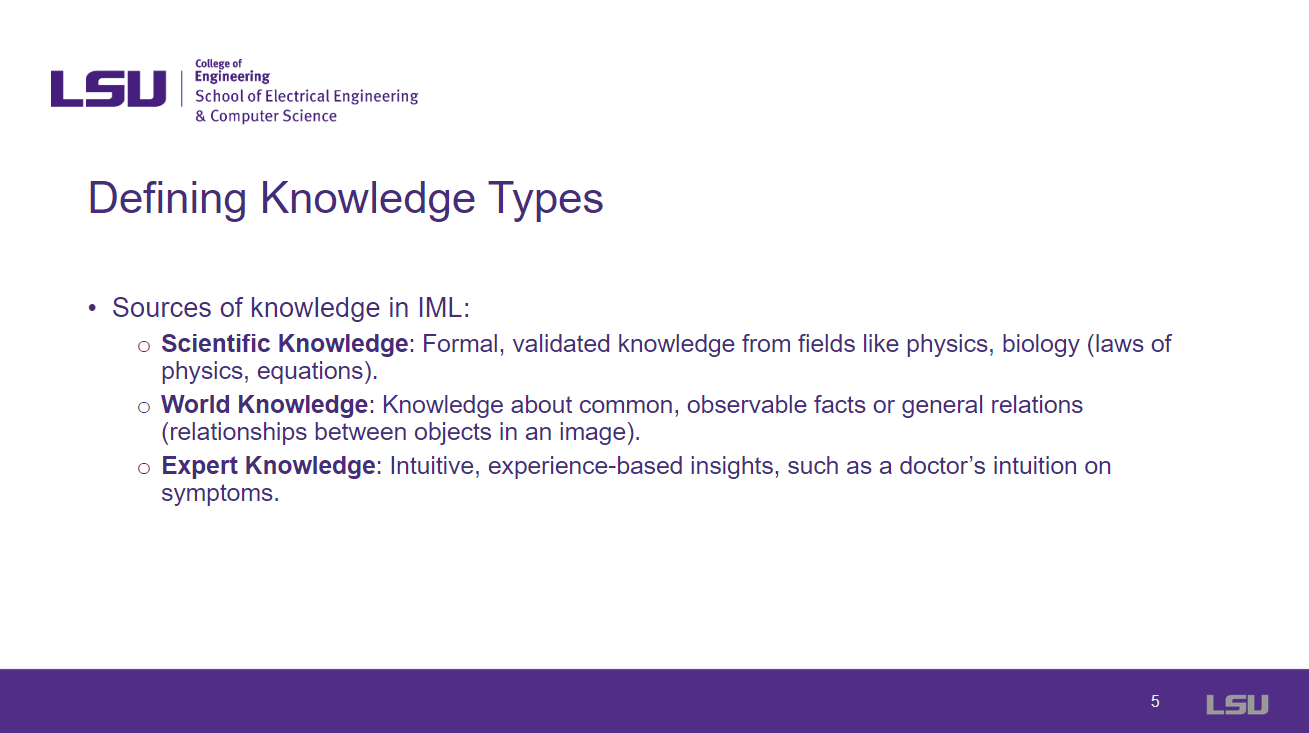 LSU
College of
Engineering
School of Electrical Engineering
& Computer Science
Defining Knowledge Types
• Sources of knowledge in IML:
o Scientific Knowledge: Formal, validated knowledge from fields like physics, biology (laws of
physics, equations).
o World Knowledge: Knowledge about common, observable facts or general relations
(relationships between objects in an image).
o Expert Knowledge: Intuitive, experience-based insights, such as a doctor’s intuition on
symptoms.
5
LSU